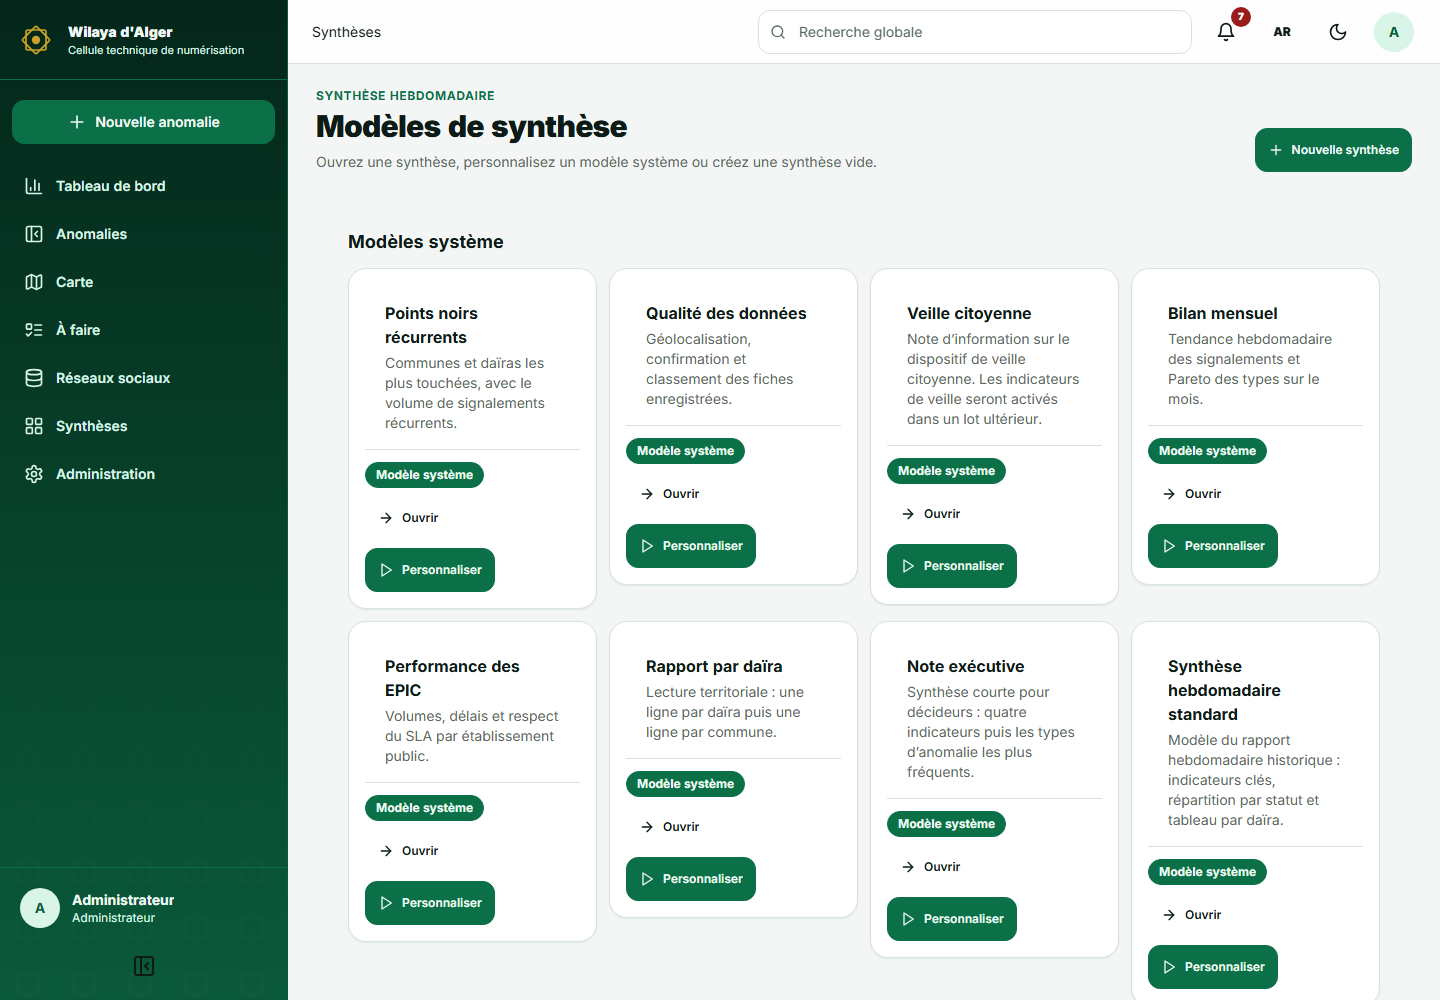 Wilaya d'Alger
Cellule technique de numérisation
Nouvelle anomalie
Tableau de bord
Anomalies
Carte
À faire
Réseaux sociaux
Synthèses
Administration
A
Administrateur
Administrateur
Synthèses
Recherche globale
7
AR
A
SYNTHÈSE HEBDOMADAIRE
Modèles de synthèse
Ouvrez une synthèse, personnalisez un modèle système ou créez une synthèse vide.
Nouvelle synthèse
Modèles système
Points noirs
récurrents
Communes et daïras les
plus touchées, avec le
volume de signalements
récurrents.
Modèle système
Ouvrir
Personnaliser
Qualité des données
Géolocalisation,
confirmation et
classement des fiches
enregistrées.
Modèle système
Ouvrir
Personnaliser
Veille citoyenne
Note d’information sur le
dispositif de veille
citoyenne. Les indicateurs
de veille seront activés
dans un lot ultérieur.
Modèle système
Ouvrir
Personnaliser
Bilan mensuel
Tendance hebdomadaire
des signalements et
Pareto des types sur le
mois.
Modèle système
Ouvrir
Personnaliser
Performance des
EPIC
Volumes, délais et respect
du SLA par établissement
public.
Modèle système
Ouvrir
Personnaliser
Rapport par daïra
Lecture territoriale : une
ligne par daïra puis une
ligne par commune.
Modèle système
Ouvrir
Personnaliser
Note exécutive
Synthèse courte pour
décideurs : quatre
indicateurs puis les types
d’anomalie les plus
fréquents.
Modèle système
Ouvrir
Personnaliser
Synthèse
hebdomadaire
standard
Modèle du rapport
hebdomadaire historique :
indicateurs clés,
répartition par statut et
tableau par daïra.
Modèle système
Ouvrir
Personnaliser